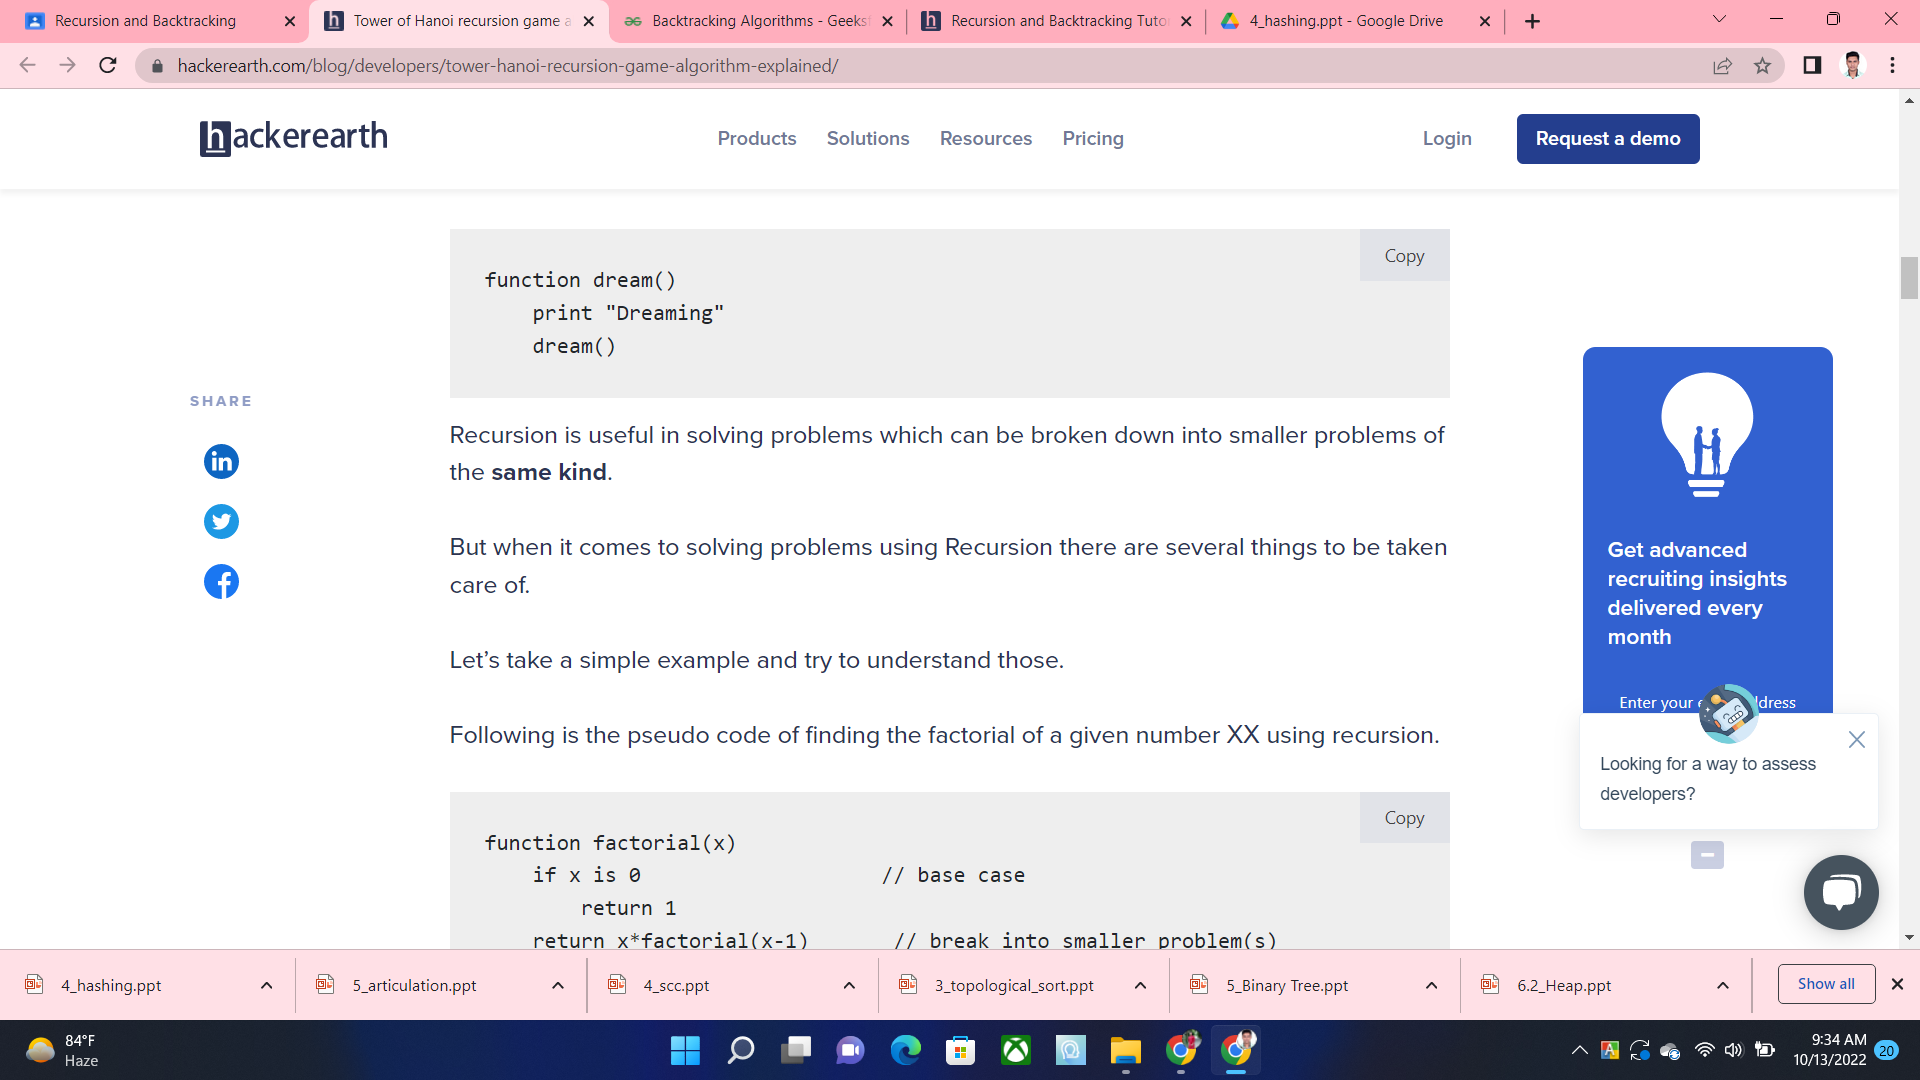 Recursion and Backtracking
Tower of Hanoi recursion game a
Backtracking Algorithms - Geeksf
Recursion and Backtracking Tuto
4_hashing.ppt - Google Drive
hackerearth.com/blog/developers/tower-hanoi-recursion-game-algorithm-explained/
hackerearth
Products
Solutions
Resources
Pricing
Login
Request a demo
Copy
function dream()
print "Dreaming"
dream()
SHARE
Recursion is useful in solving problems which can be broken down into smaller problems of
the same kind.
But when it comes to solving problems using Recursion there are several things to be taken
care of.
Let’s take a simple example and try to understand those.
Following is the pseudo code of finding the factorial of a given number XX using recursion.
Copy
function factorial(x)
if x is 0 // base case
return 1
return x*factorial(x-1) // break into smaller problem(s)
Get advanced
recruiting insights
delivered every
month
Enter your e dress
Looking for a way to assess
developers?
4_hashing.ppt
5_articulation.ppt
4_scc.ppt
3_topological_sort.ppt
5_Binary Tree.ppt
6.2_Heap.ppt
Show all
84°F
Haze
9:34 AM
10/13/2022
20